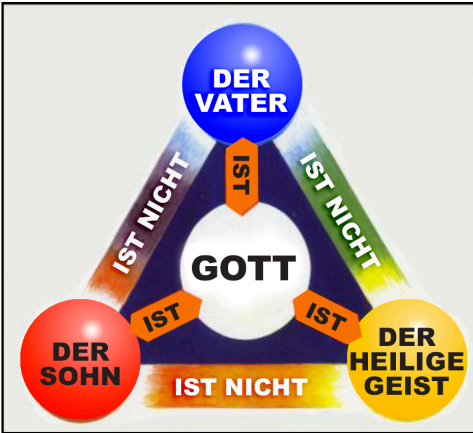 DER
VATER
IST
IST NICHT
IST NICHT
GOTT
IST
IST
DER
SOHN
DER
HEILIGE
GEIST
IST NICHT